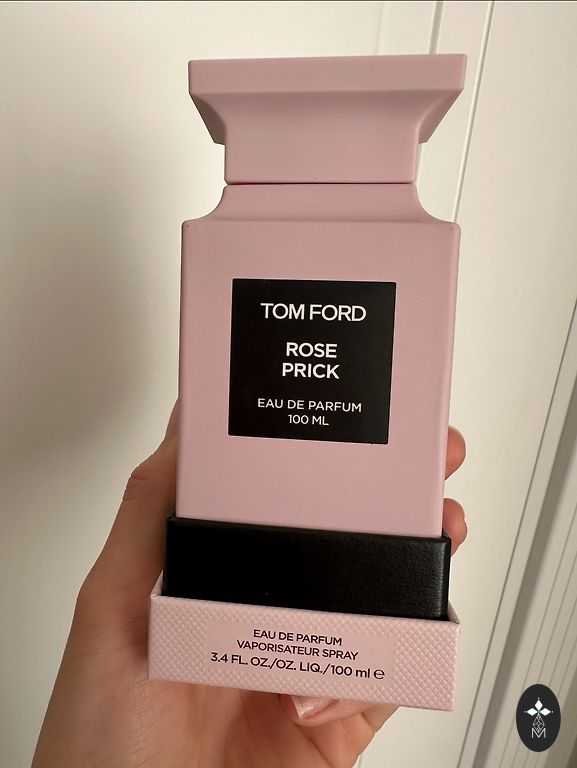 TOM FORD
ROSE
PRICK
EAU DE PARFUM
100 ML
EAU DE PARFUM
VAPORISATEUR SPRAY
3.4 FL. OZ./OZ. LIQ./100 ml ℮
M